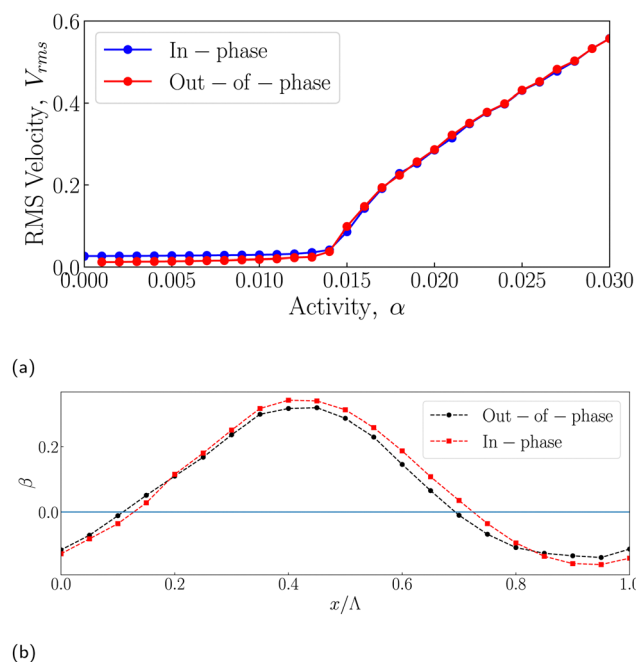 0.6
In – phase
Out – of – phase
0.4
0.2
0.0
RMS Velocity, V_rms
0.000 0.005 0.010 0.015 0.020 0.025 0.030
Activity, α
(a)
Out – of – phase
In – phase
0.2
0.0
β
0.0 0.2 0.4 0.6 0.8 1.0
x/Λ
(b)